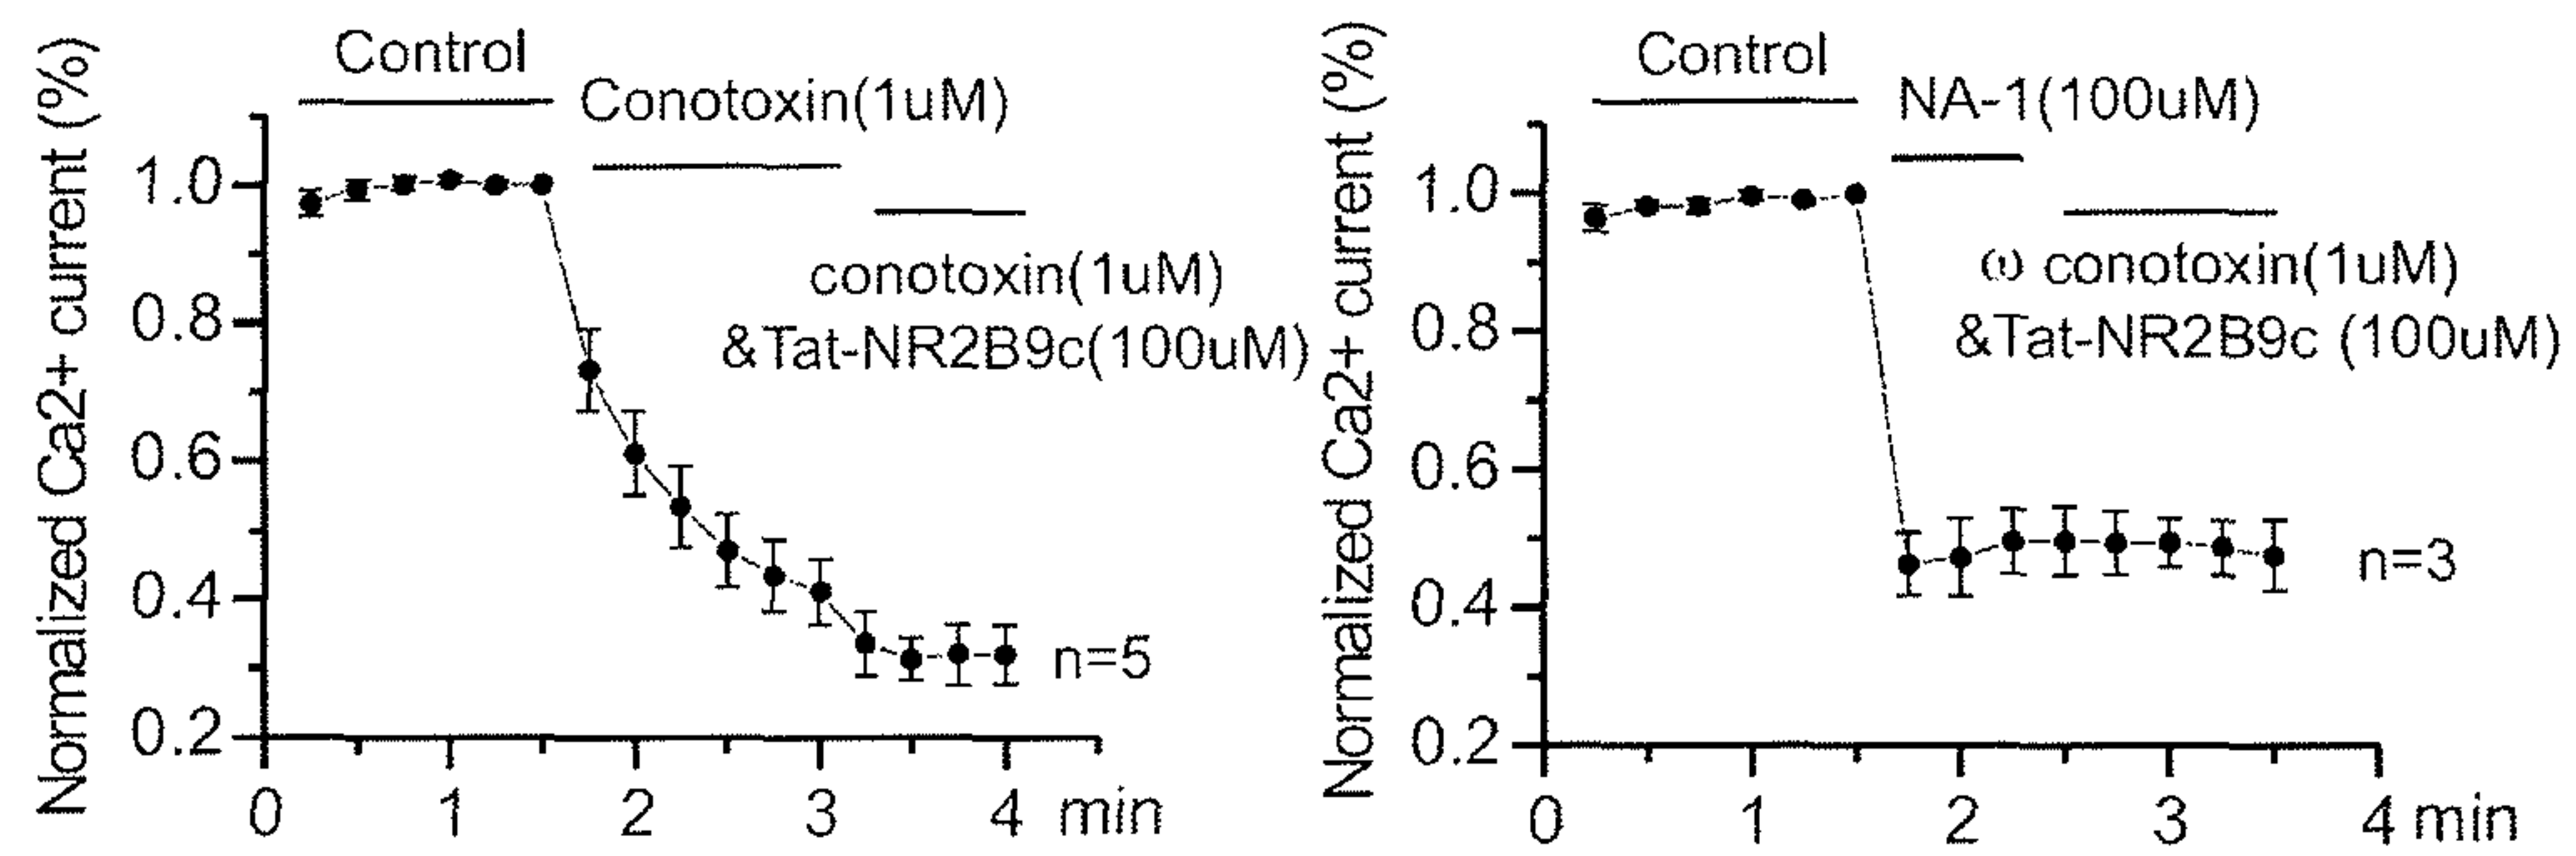 Normalized Ca2+ current (%)
Control
Conotoxin(1uM)
conotoxin(1uM)
&Tat-NR2B9c(100uM)
1.0
0.8
0.6
0.4
0.2
n=5
0 1 2 3 4 min
Normalized Ca2+ current (%)
Control
NA-1(100uM)
ω conotoxin(1uM)
&Tat-NR2B9c (100uM)
1.0
0.8
0.6
0.4
0.2
n=3
0 1 2 3 4 min